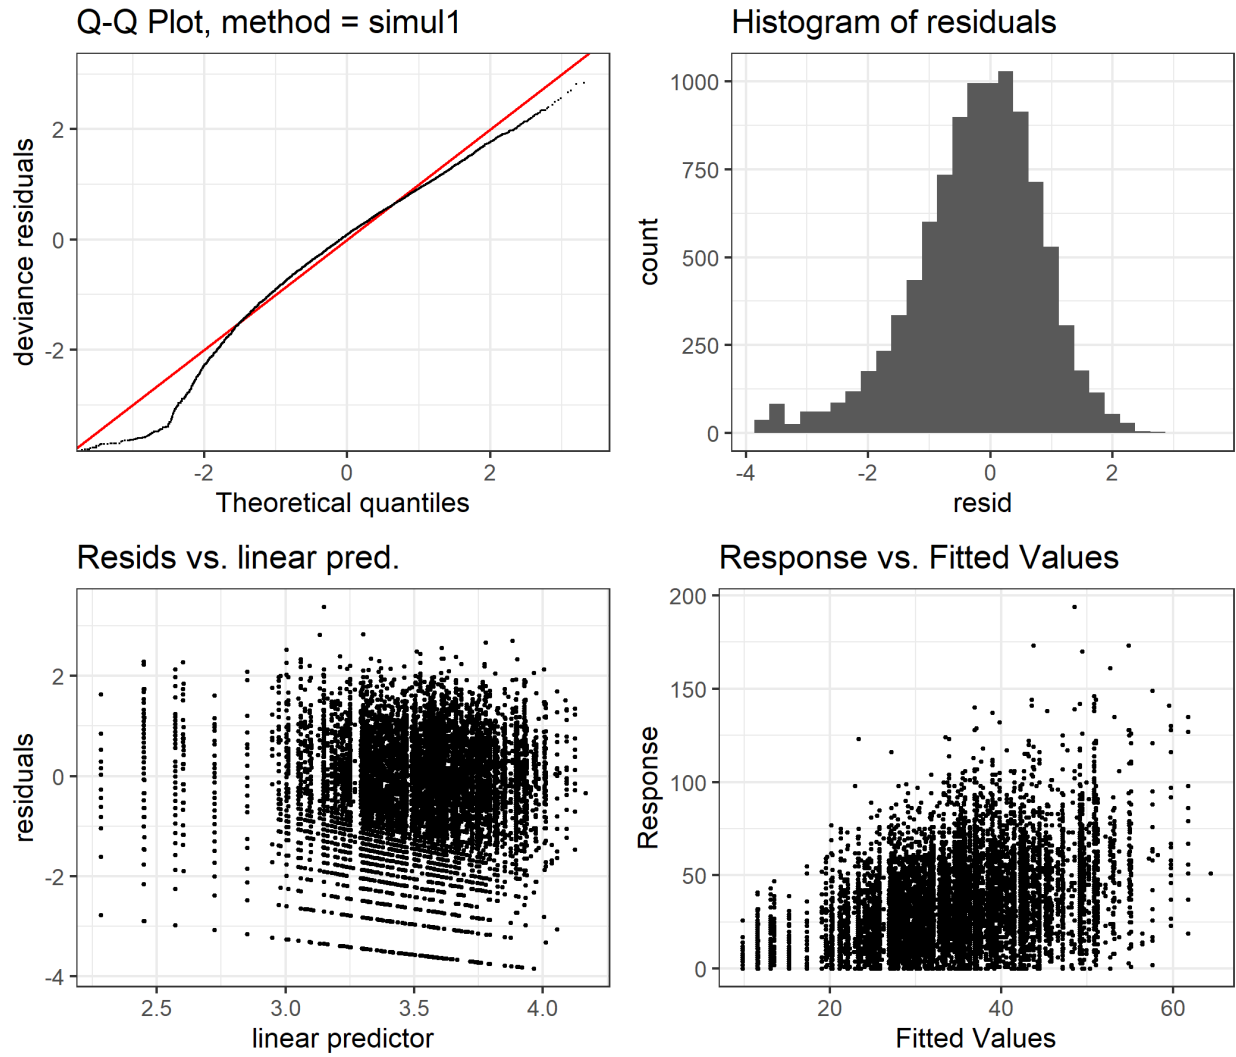 Q-Q Plot, method = simul1
2
0
-2
deviance residuals
-2 0 2
Theoretical quantiles
Histogram of residuals
1000
750
500
250
0
count
-4 -2 0 2
resid
Resids vs. linear pred.
2
0
-2
-4
residuals
2.5 3.0 3.5 4.0
linear predictor
Response vs. Fitted Values
200
150
100
50
0
Response
20 40 60
Fitted Values